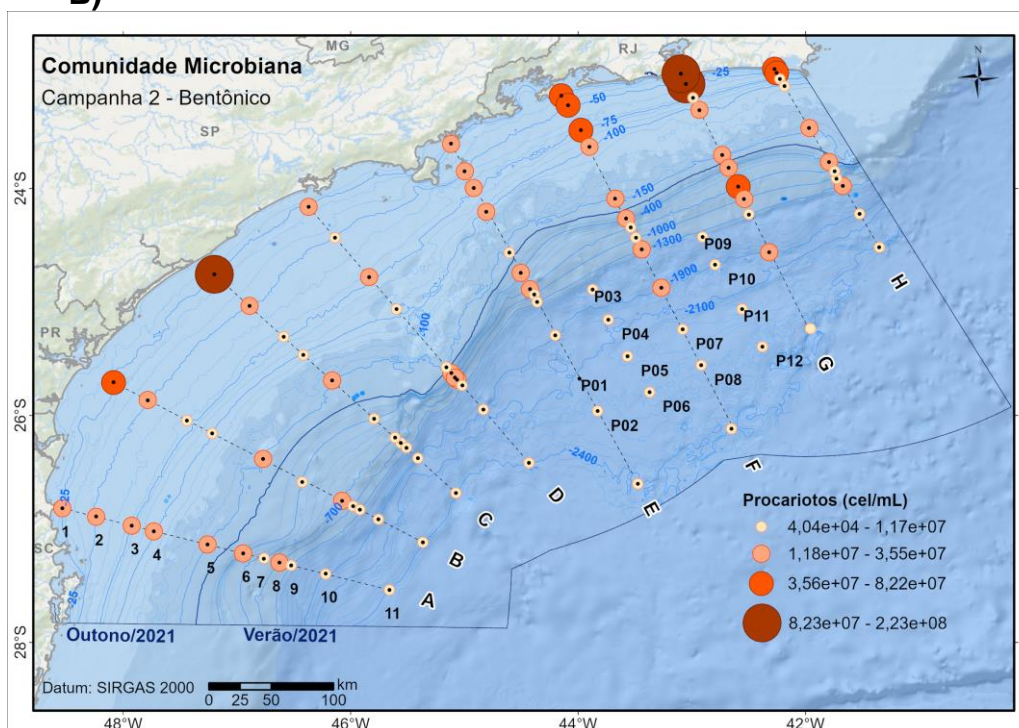 B)
MG
RJ
SP
PR
SC
N
Comunidade Microbiana
Campanha 2 - Bentônico
-25
-50
-75
-100
-150
-400
-1000
-1300
-1900
-2100
-2400
-100
-700
-25
-25
24°S
26°S
28°S
P09
P10
P03
P11
P04
P12
P07
P05
P08
P01
P06
P02
H
G
F
E
D
C
B
A
1
2
3
4
5
6
7
8
9
10
11
Procariotos (cel/mL)
4,04e+04 - 1,17e+07
1,18e+07 - 3,55e+07
3,56e+07 - 8,22e+07
8,23e+07 - 2,23e+08
Outono/2021
Verão/2021
Datum: SIRGAS 2000
km
0 25 50 100
48°W
46°W
44°W
42°W